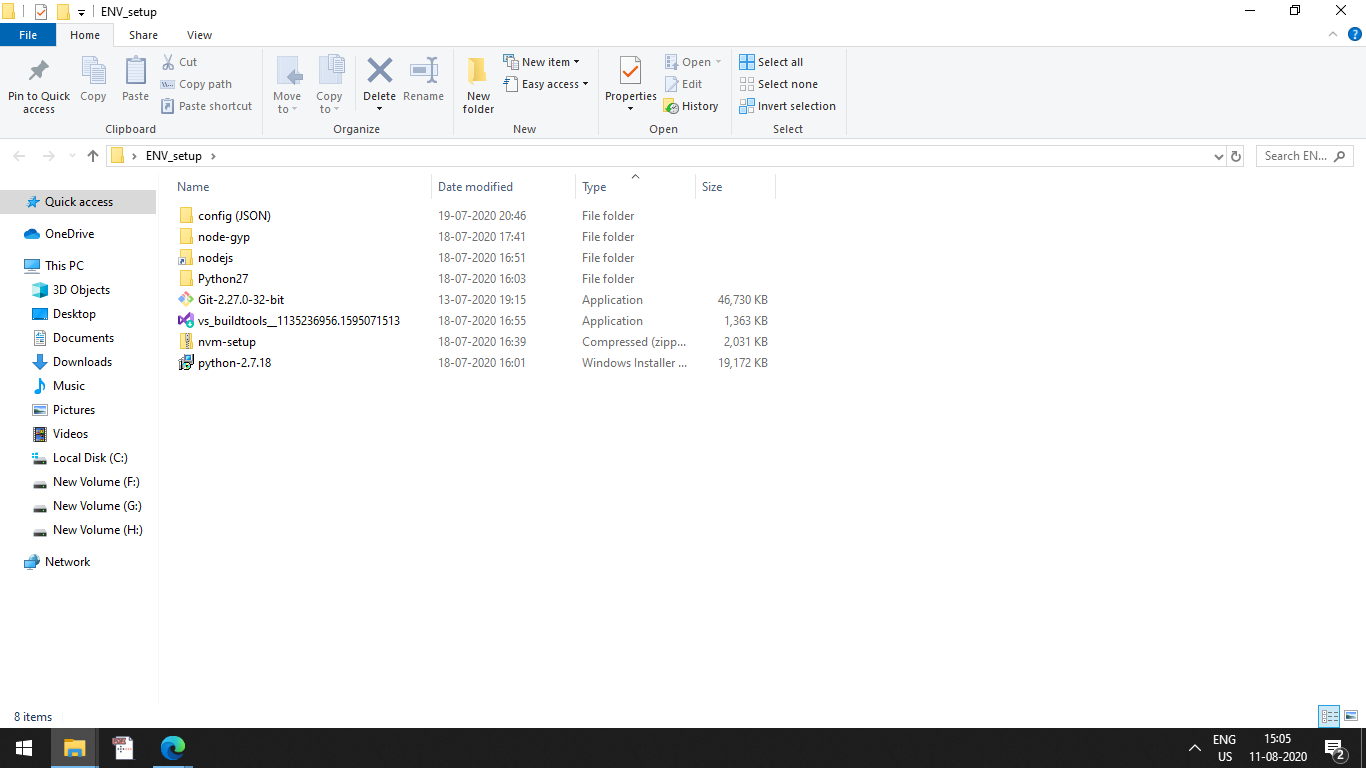 ENV_setup
File Home Share View
Pin to Quick access
Copy
Paste
Cut
Copy path
Paste shortcut
Clipboard
Move to
Copy to
Delete
Rename
Organize
New folder
New item
Easy access
New
Properties
Open
Edit
History
Open
Select all
Select none
Invert selection
Select
ENV_setup
Search EN...
Name Date modified Type Size
config (JSON) 19-07-2020 20:46 File folder
node-gyp 18-07-2020 17:41 File folder
nodejs 18-07-2020 16:51 File folder
Python27 18-07-2020 16:03 File folder
Git-2.27.0-32-bit 13-07-2020 19:15 Application 46,730 KB
vs_buildtools__1135236956.1595071513 18-07-2020 16:55 Application 1,363 KB
nvm-setup 18-07-2020 16:39 Compressed (zipp... 2,031 KB
python-2.7.18 18-07-2020 16:01 Windows Installer ... 19,172 KB
Quick access
OneDrive
This PC
3D Objects
Desktop
Documents
Downloads
Music
Pictures
Videos
Local Disk (C:)
New Volume (F:)
New Volume (G:)
New Volume (H:)
Network
8 items
ENG
US
15:05
11-08-2020
2